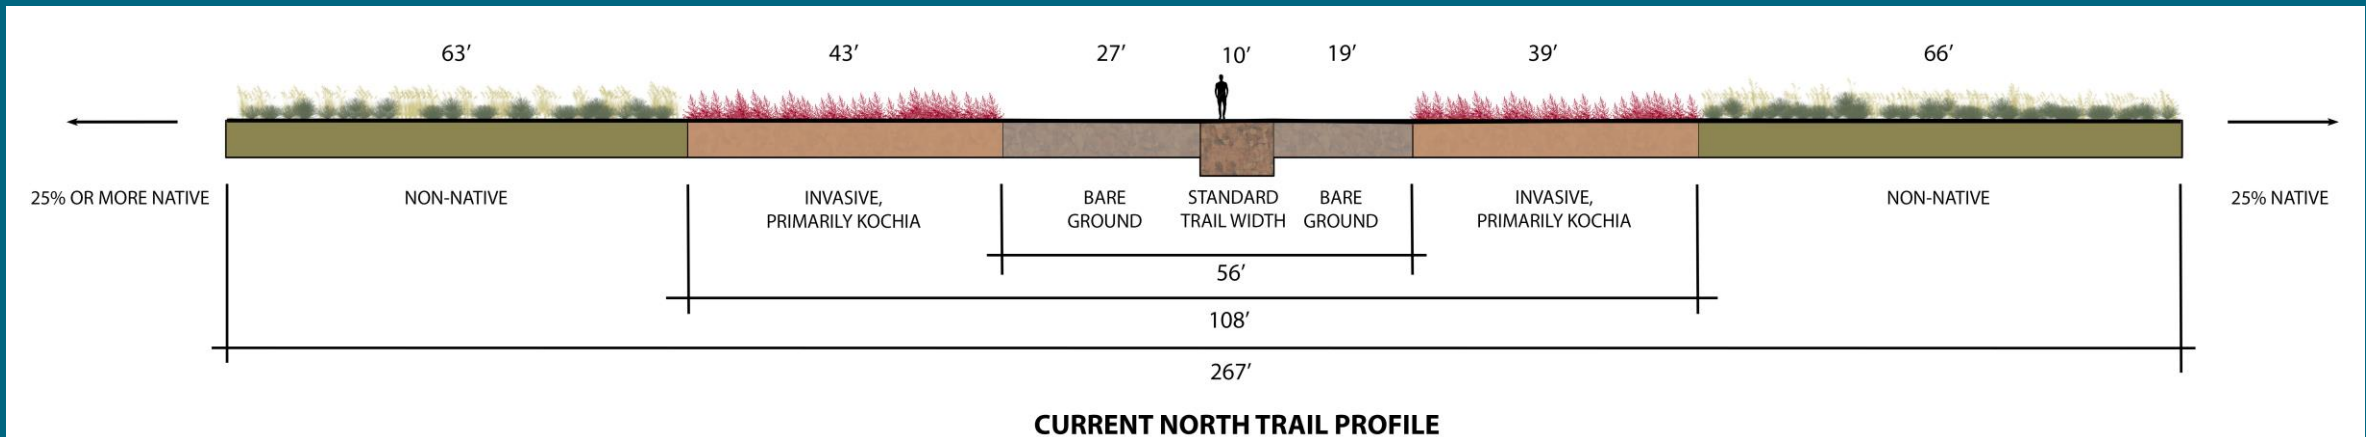 63’ 43’ 27’ 10’ 19’ 39’ 66’
25% OR MORE NATIVE
NON-NATIVE
INVASIVE,
PRIMARILY KOCHIA
BARE
GROUND
STANDARD
TRAIL WIDTH
BARE
GROUND
INVASIVE,
PRIMARILY KOCHIA
NON-NATIVE
25% NATIVE
56’
108’
267’
CURRENT NORTH TRAIL PROFILE